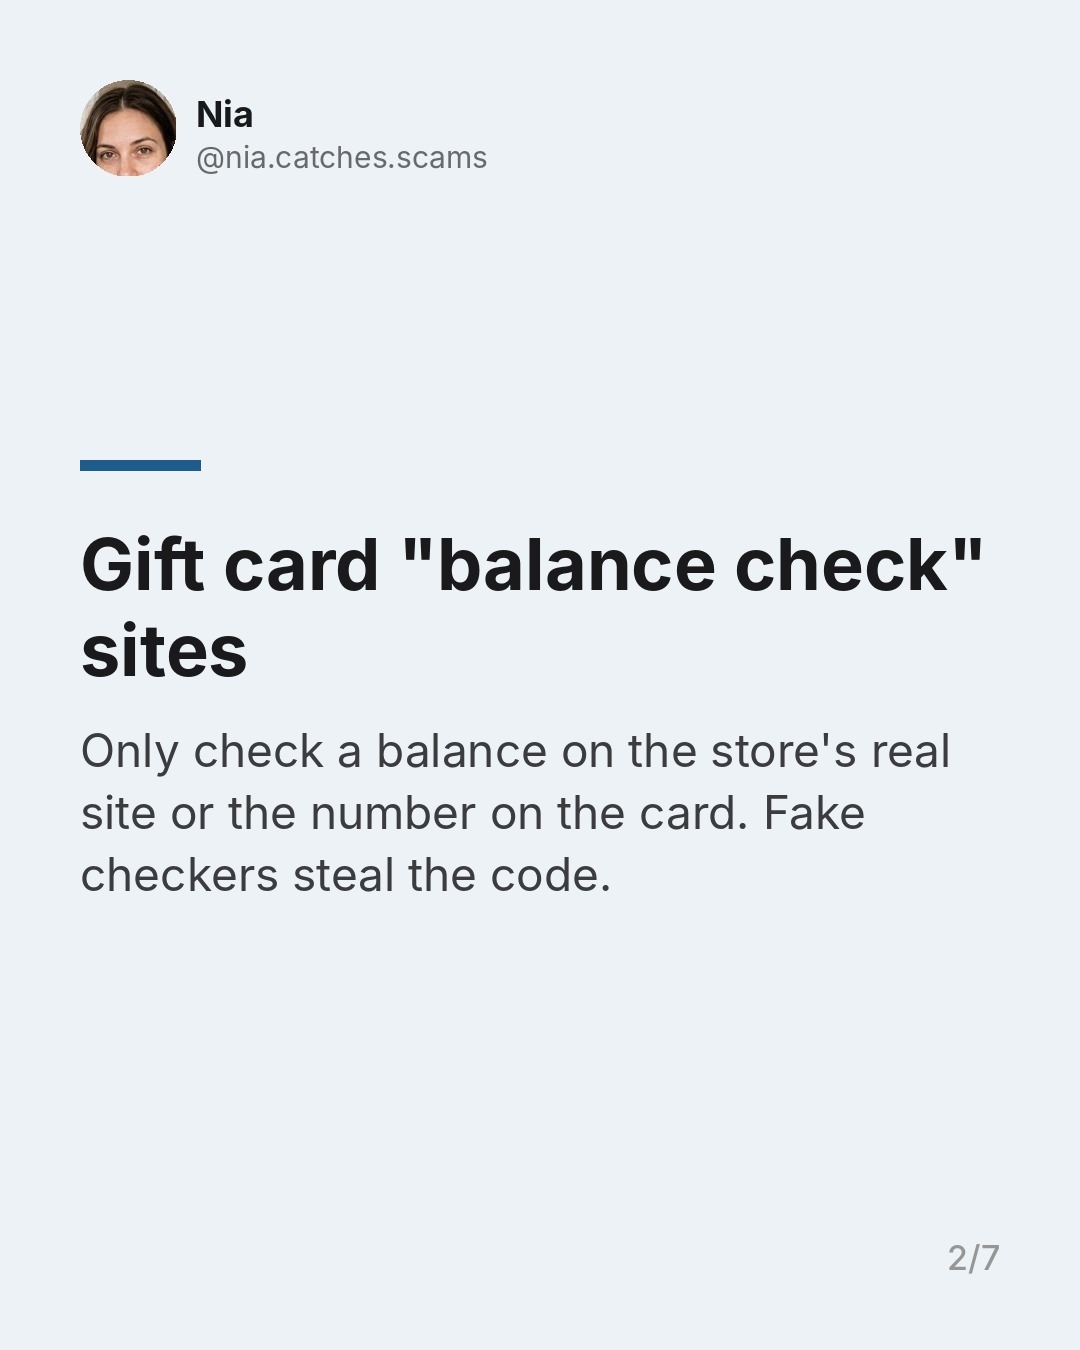 Nia
@nia.catches.scams
Gift card "balance check"
sites
Only check a balance on the store's real
site or the number on the card. Fake
checkers steal the code.
2/7